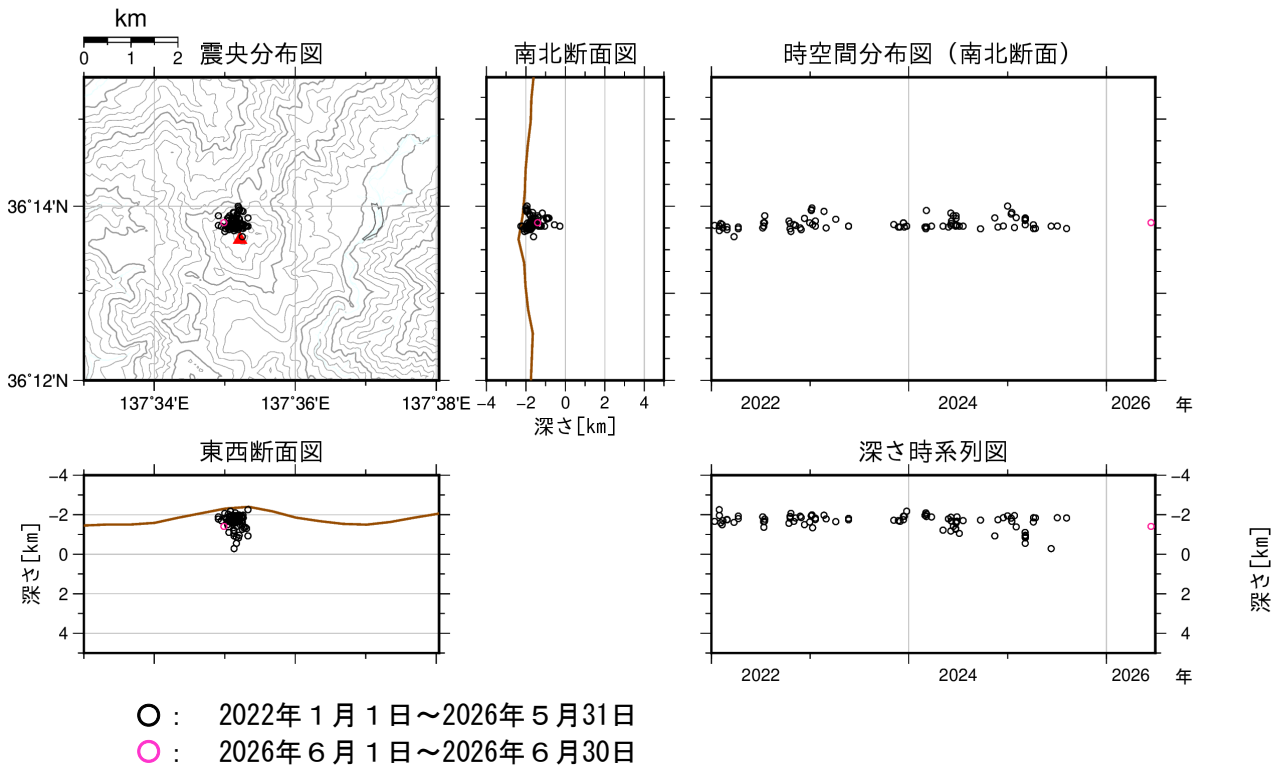 km
0 1 2
震央分布図
南北断面図
時空間分布図（南北断面）
36°14'N
36°12'N
137°34'E 137°36'E 137°38'E
−4 −2 0 2 4
深さ[km]
2022 2024 2026 年
東西断面図
深さ時系列図
−4
−2
0
2
4
深さ[km]
−4
−2
0
2
4
深さ[km]
2022 2024 2026 年
： 2022年１月１日～2026年５月31日
： 2026年６月１日～2026年６月30日